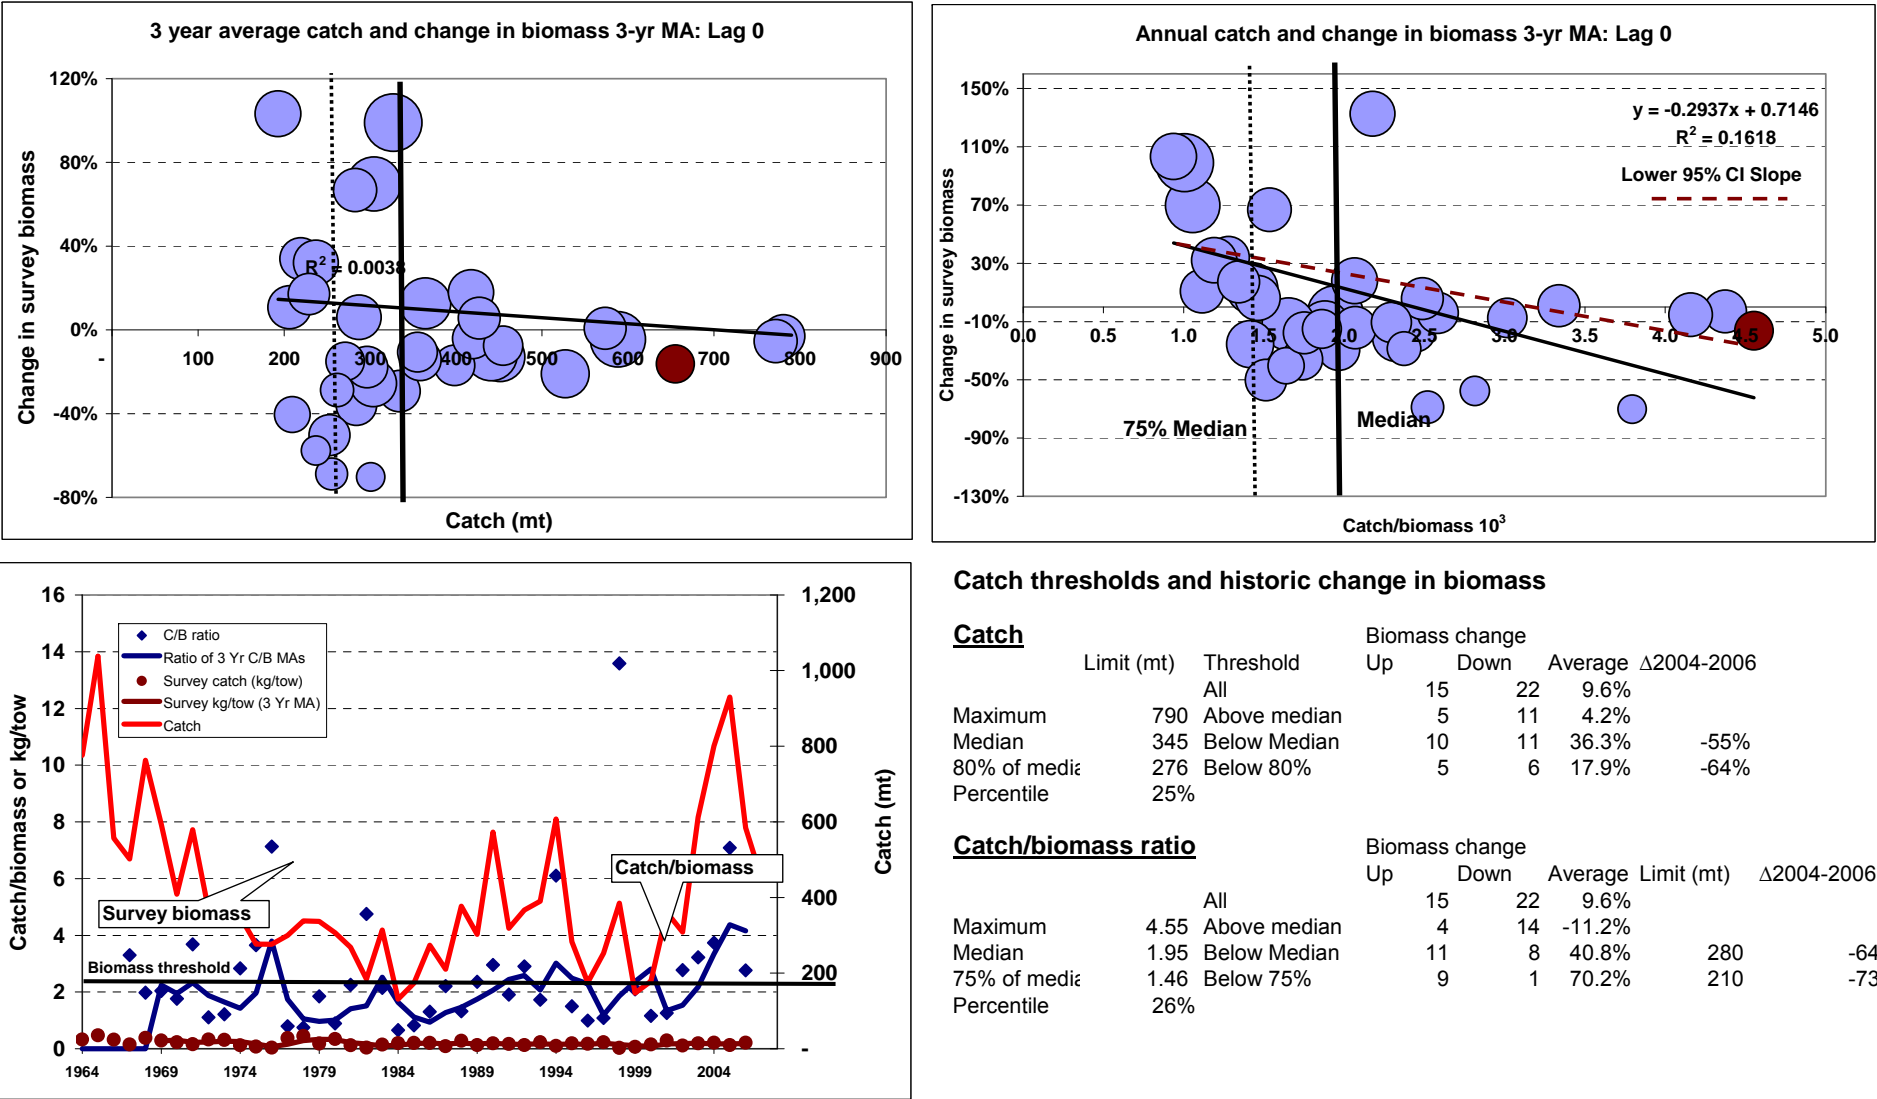 3 year average catch and change in biomass 3-yr MA: Lag 0
120%
80%
40%
0%
-40%
-80%
Change in survey biomass
R² = 0.0038
- 100 200 300 400 500 600 700 800 900
Catch (mt)
Annual catch and change in biomass 3-yr MA: Lag 0
150%
110%
70%
30%
-10%
-50%
-90%
-130%
Change in survey biomass
y = -0.2937x + 0.7146
R² = 0.1618
Lower 95% CI Slope
0.0 0.5 1.0 1.5 2.0 2.5 3.0 3.5 4.0 4.5 5.0
75% Median
Median
Catch/biomass 10³
16
14
12
10
8
6
4
2
0
Catch/biomass or kg/tow
C/B ratio
Ratio of 3 Yr C/B MAs
Survey catch (kg/tow)
Survey kg/tow (3 Yr MA)
Catch
Survey biomass
Catch/biomass
Biomass threshold
1,200
1,000
800
600
400
200
-
Catch (mt)
1964 1969 1974 1979 1984 1989 1994 1999 2004
Catch thresholds and historic change in biomass
Catch Biomass change
Limit (mt) Threshold Up Down Average Δ2004-2006
All 15 22 9.6%
Maximum 790 Above median 5 11 4.2%
Median 345 Below Median 10 11 36.3% -55%
80% of media 276 Below 80% 5 6 17.9% -64%
Percentile 25%
Catch/biomass ratio Biomass change
Up Down Average Limit (mt) Δ2004-2006
All 15 22 9.6%
Maximum 4.55 Above median 4 14 -11.2%
Median 1.95 Below Median 11 8 40.8% 280 -64
75% of media 1.46 Below 75% 9 1 70.2% 210 -73
Percentile 26%